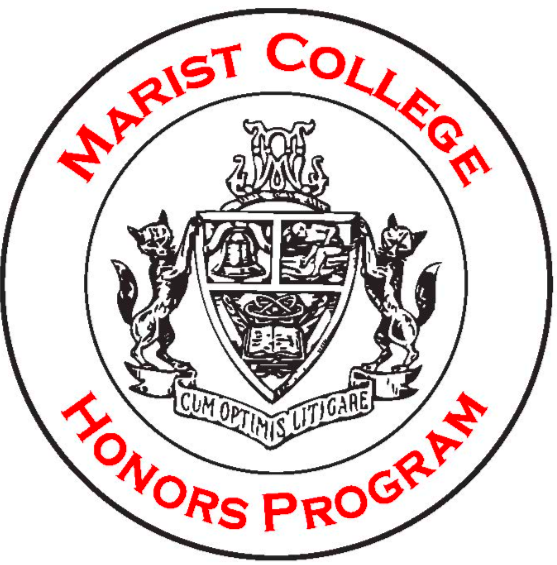 MARIST COLLEGE
CUM OPTIMIS LITIGARE
HONORS PROGRAM